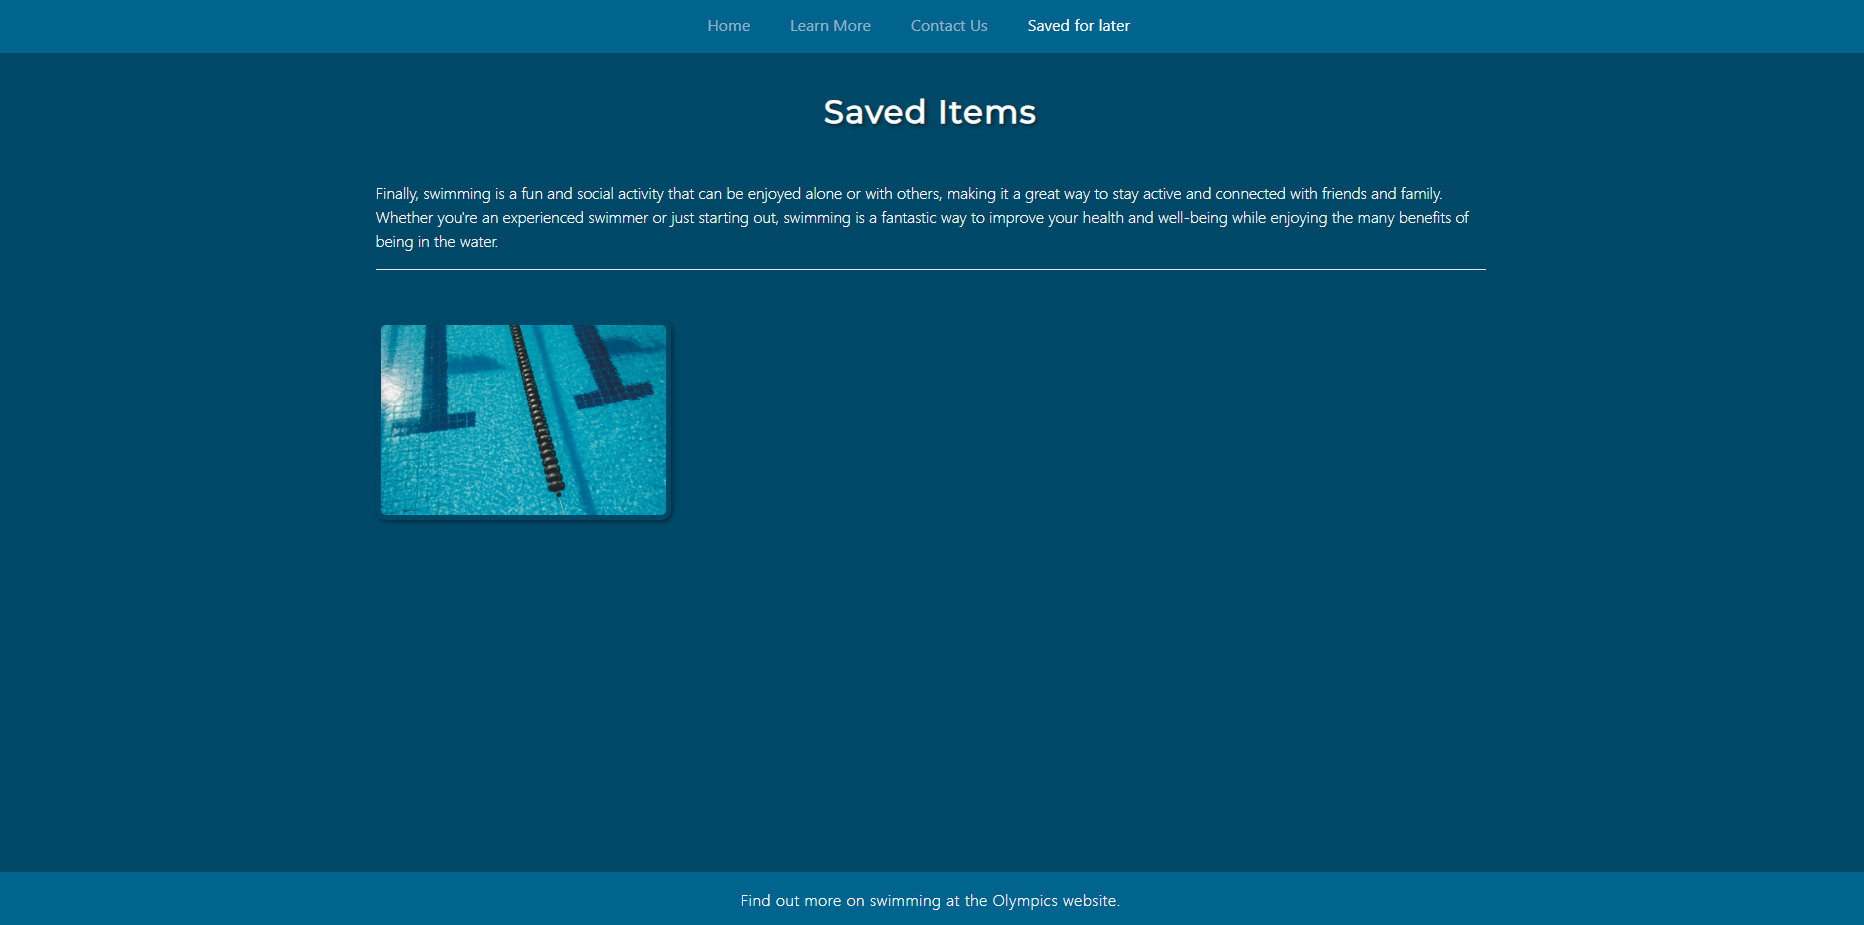 Home Learn More Contact Us Saved for later
Saved Items
Finally, swimming is a fun and social activity that can be enjoyed alone or with others, making it a great way to stay active and connected with friends and family.
Whether you're an experienced swimmer or just starting out, swimming is a fantastic way to improve your health and well-being while enjoying the many benefits of
being in the water.
Find out more on swimming at the Olympics website.